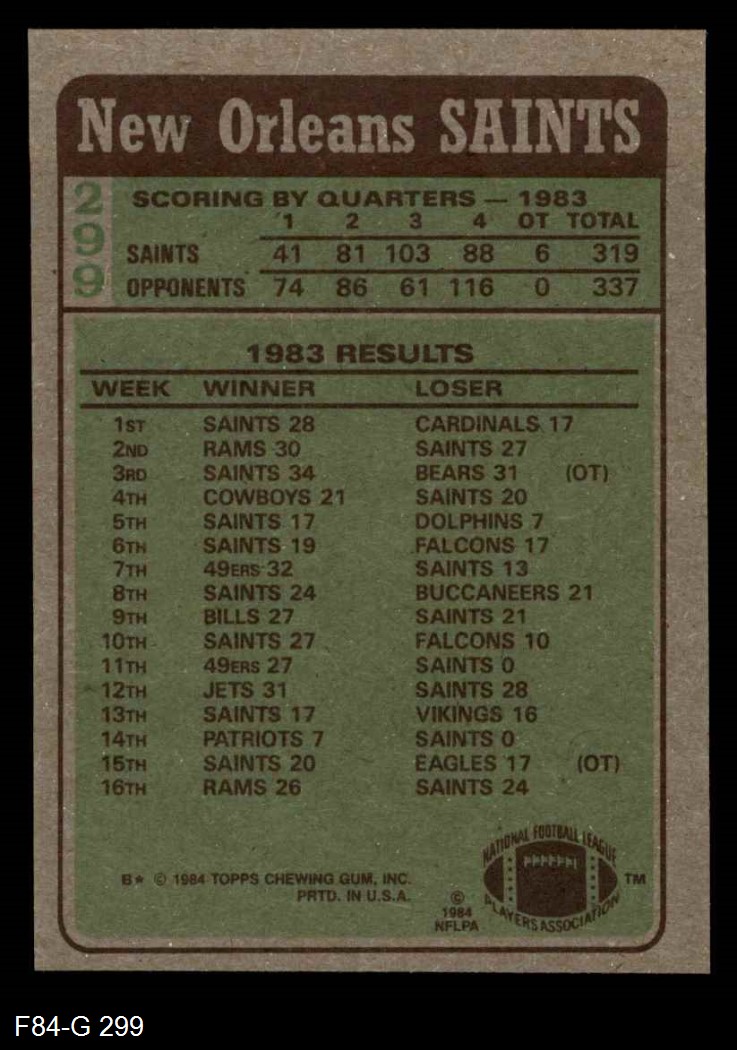 New Orleans SAINTS
299
SCORING BY QUARTERS — 1983
1 2 3 4 OT TOTAL
SAINTS 41 81 103 88 6 319
OPPONENTS 74 86 61 116 0 337
1983 RESULTS
WEEK WINNER LOSER
1ST SAINTS 28 CARDINALS 17
2ND RAMS 30 SAINTS 27
3RD SAINTS 34 BEARS 31 (OT)
4TH COWBOYS 21 SAINTS 20
5TH SAINTS 17 DOLPHINS 7
6TH SAINTS 19 FALCONS 17
7TH 49ERS 32 SAINTS 13
8TH SAINTS 24 BUCCANEERS 21
9TH BILLS 27 SAINTS 21
10TH SAINTS 27 FALCONS 10
11TH 49ERS 27 SAINTS 0
12TH JETS 31 SAINTS 28
13TH SAINTS 17 VIKINGS 16
14TH PATRIOTS 7 SAINTS 0
15TH SAINTS 20 EAGLES 17 (OT)
16TH RAMS 26 SAINTS 24
B★ © 1984 TOPPS CHEWING GUM, INC.
PRTD. IN U.S.A.
©
1984
NFLPA
NATIONAL FOOTBALL LEAGUE
PLAYERS ASSOCIATION
TM
F84-G 299